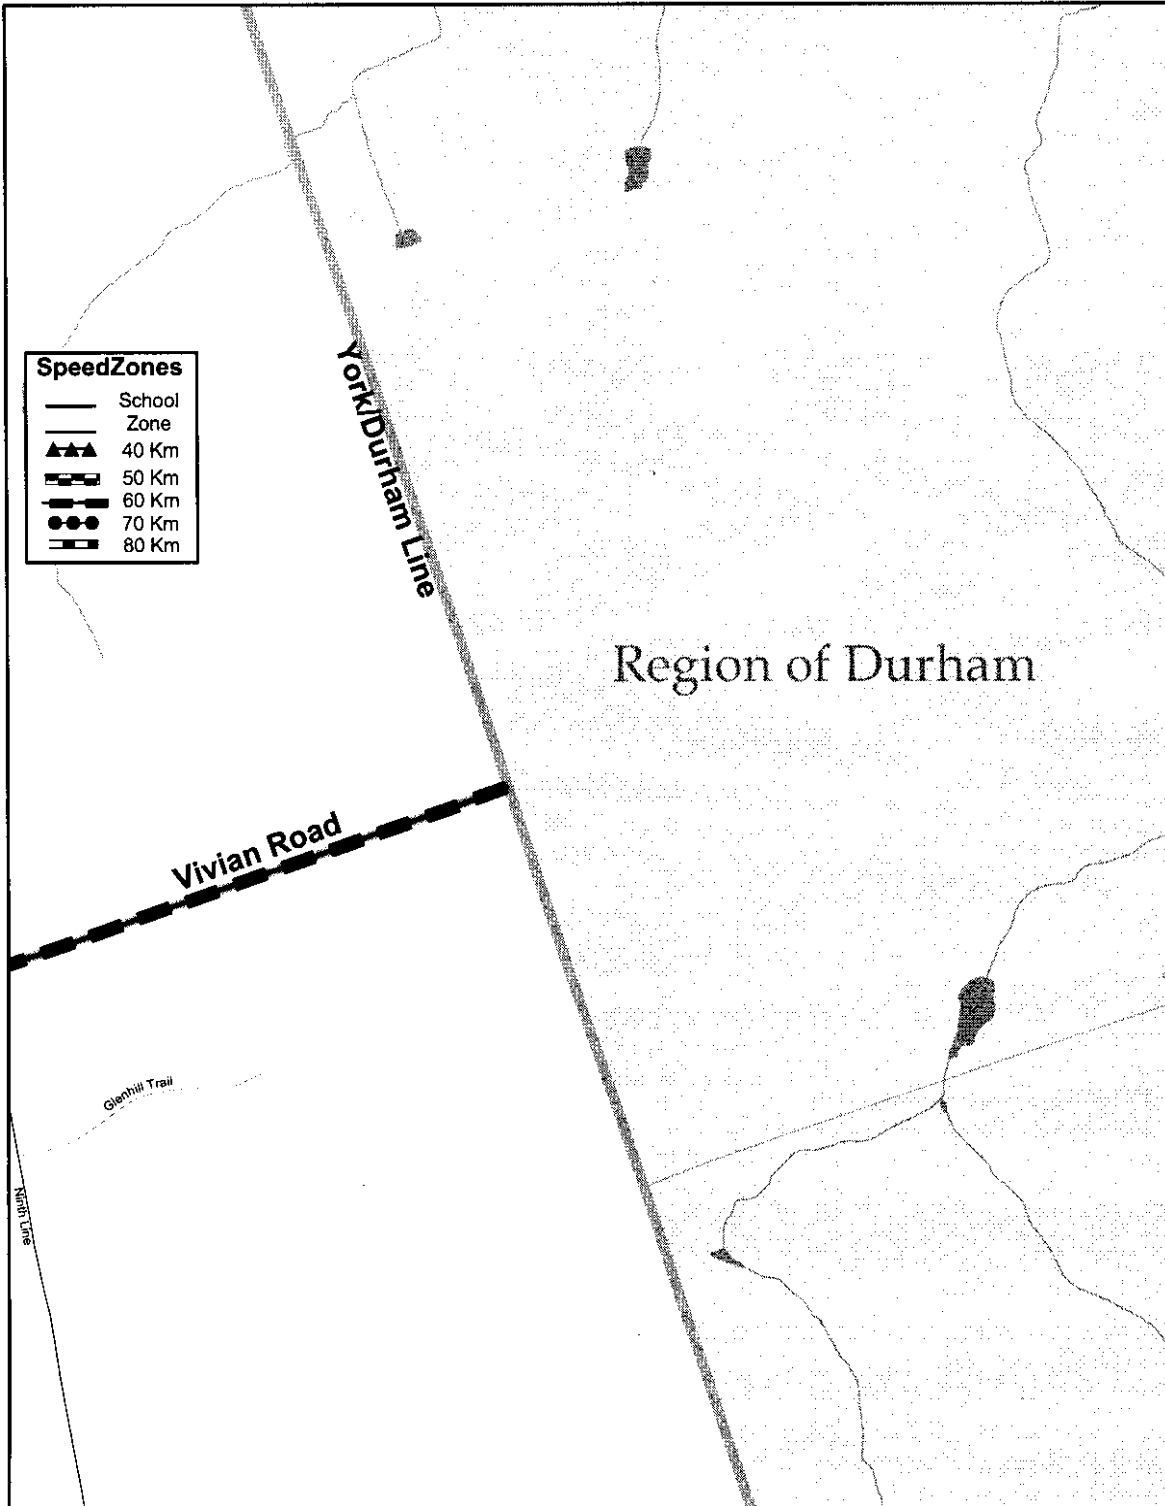 SpeedZones
School
Zone
40 Km
50 Km
60 Km
70 Km
80 Km
York/Durham Line
Region of Durham
Vivian Road
Glenhill Trail
Ninth Line